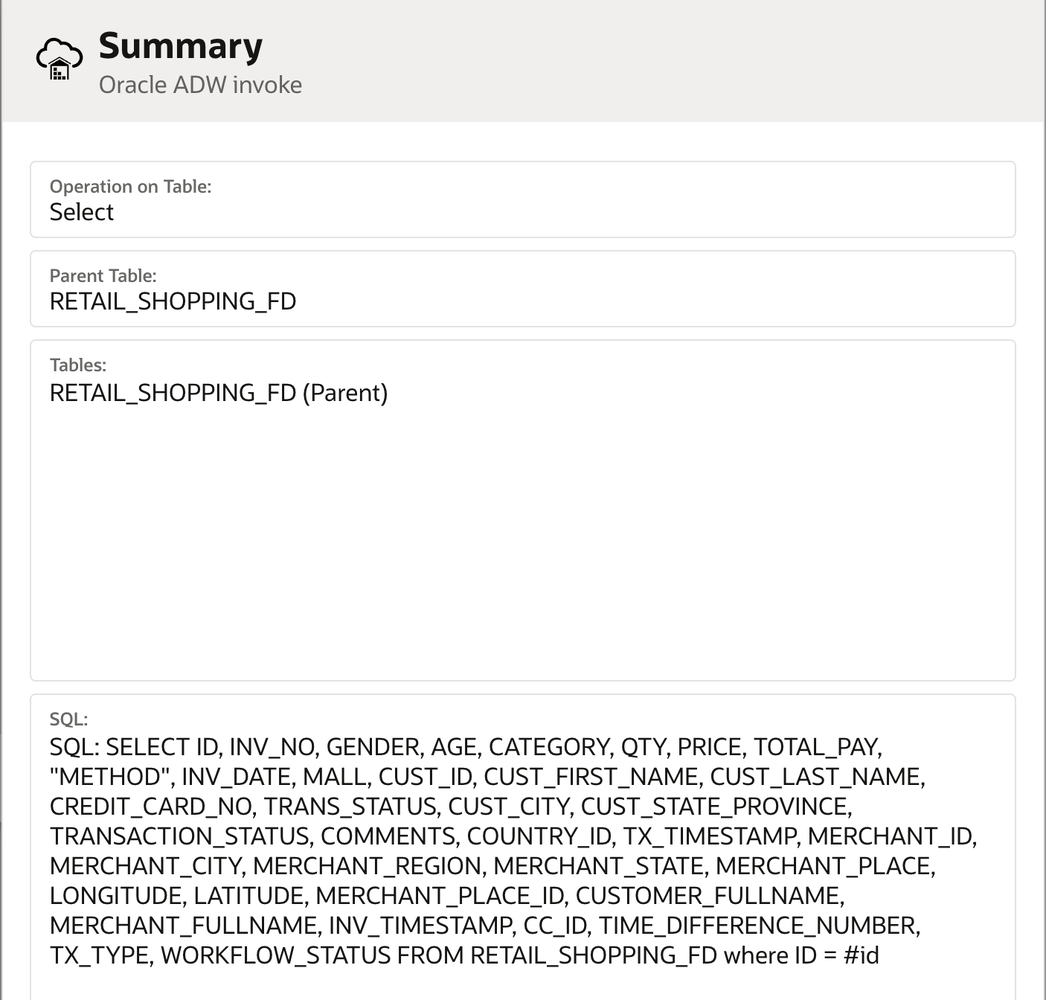 Summary
Oracle ADW invoke
Operation on Table:
Select
Parent Table:
RETAIL_SHOPPING_FD
Tables:
RETAIL_SHOPPING_FD (Parent)
SQL:
SQL: SELECT ID, INV_NO, GENDER, AGE, CATEGORY, QTY, PRICE, TOTAL_PAY,
"METHOD", INV_DATE, MALL, CUST_ID, CUST_FIRST_NAME, CUST_LAST_NAME,
CREDIT_CARD_NO, TRANS_STATUS, CUST_CITY, CUST_STATE_PROVINCE,
TRANSACTION_STATUS, COMMENTS, COUNTRY_ID, TX_TIMESTAMP, MERCHANT_ID,
MERCHANT_CITY, MERCHANT_REGION, MERCHANT_STATE, MERCHANT_PLACE,
LONGITUDE, LATITUDE, MERCHANT_PLACE_ID, CUSTOMER_FULLNAME,
MERCHANT_FULLNAME, INV_TIMESTAMP, CC_ID, TIME_DIFFERENCE_NUMBER,
TX_TYPE, WORKFLOW_STATUS FROM RETAIL_SHOPPING_FD where ID = #id